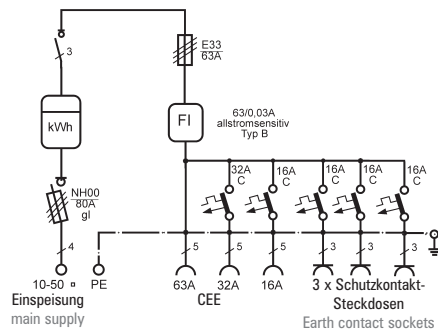 3
E33
63A
kWh
FI
63/0,03A
allstromsensitiv
Typ B
32A
C
16A
C
16A
C
16A
C
16A
C
NH00
80A
gl
4
5
5
5
3
3
3
10-50 ¤
PE
63A
32A
16A
CEE
Einspeisung
main supply
3 x Schutzkontakt-
Steckdosen
Earth contact sockets